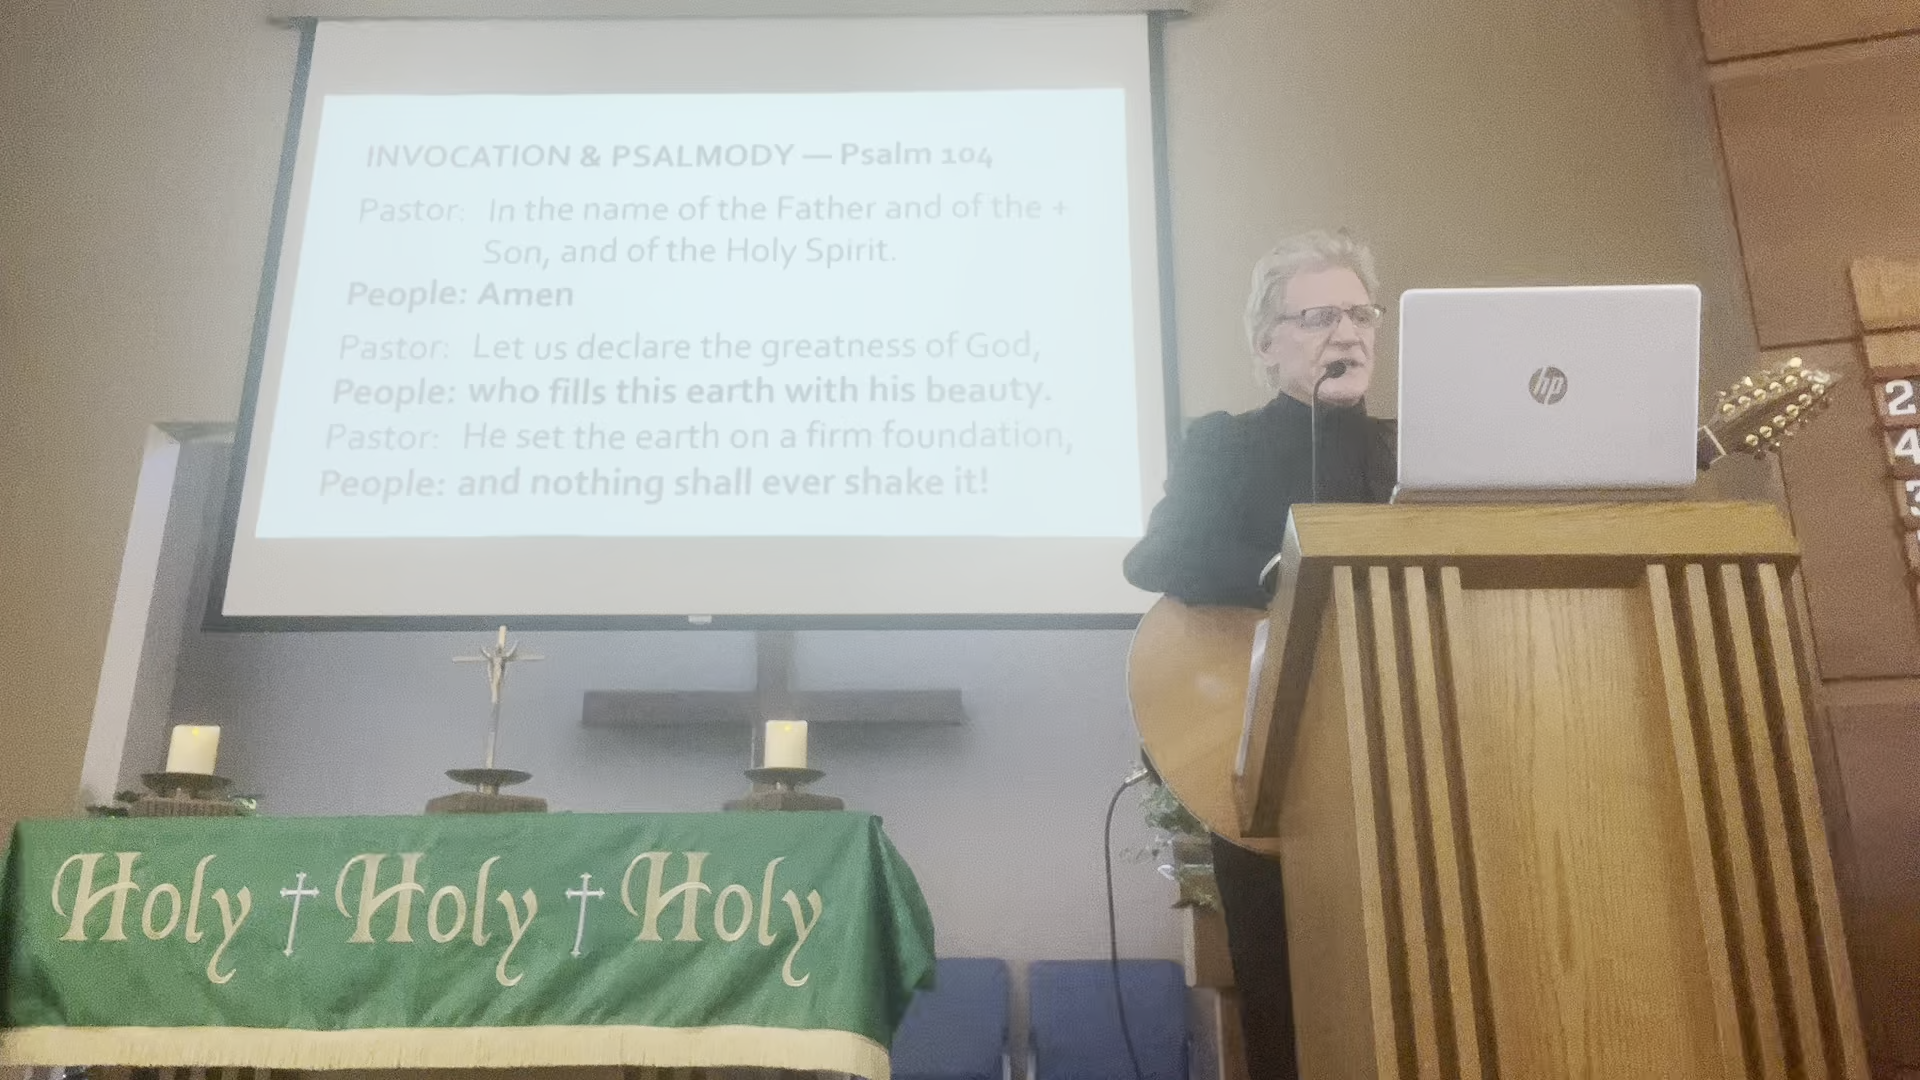 INVOCATION & PSALMODY — Psalm 104
Pastor: In the name of the Father and of the +
Son, and of the Holy Spirit.
People: Amen
Pastor: Let us declare the greatness of God,
People: who fills this earth with his beauty.
Pastor: He set the earth on a firm foundation,
People: and nothing shall ever shake it!
hp
2
4
3
Holy Holy Holy